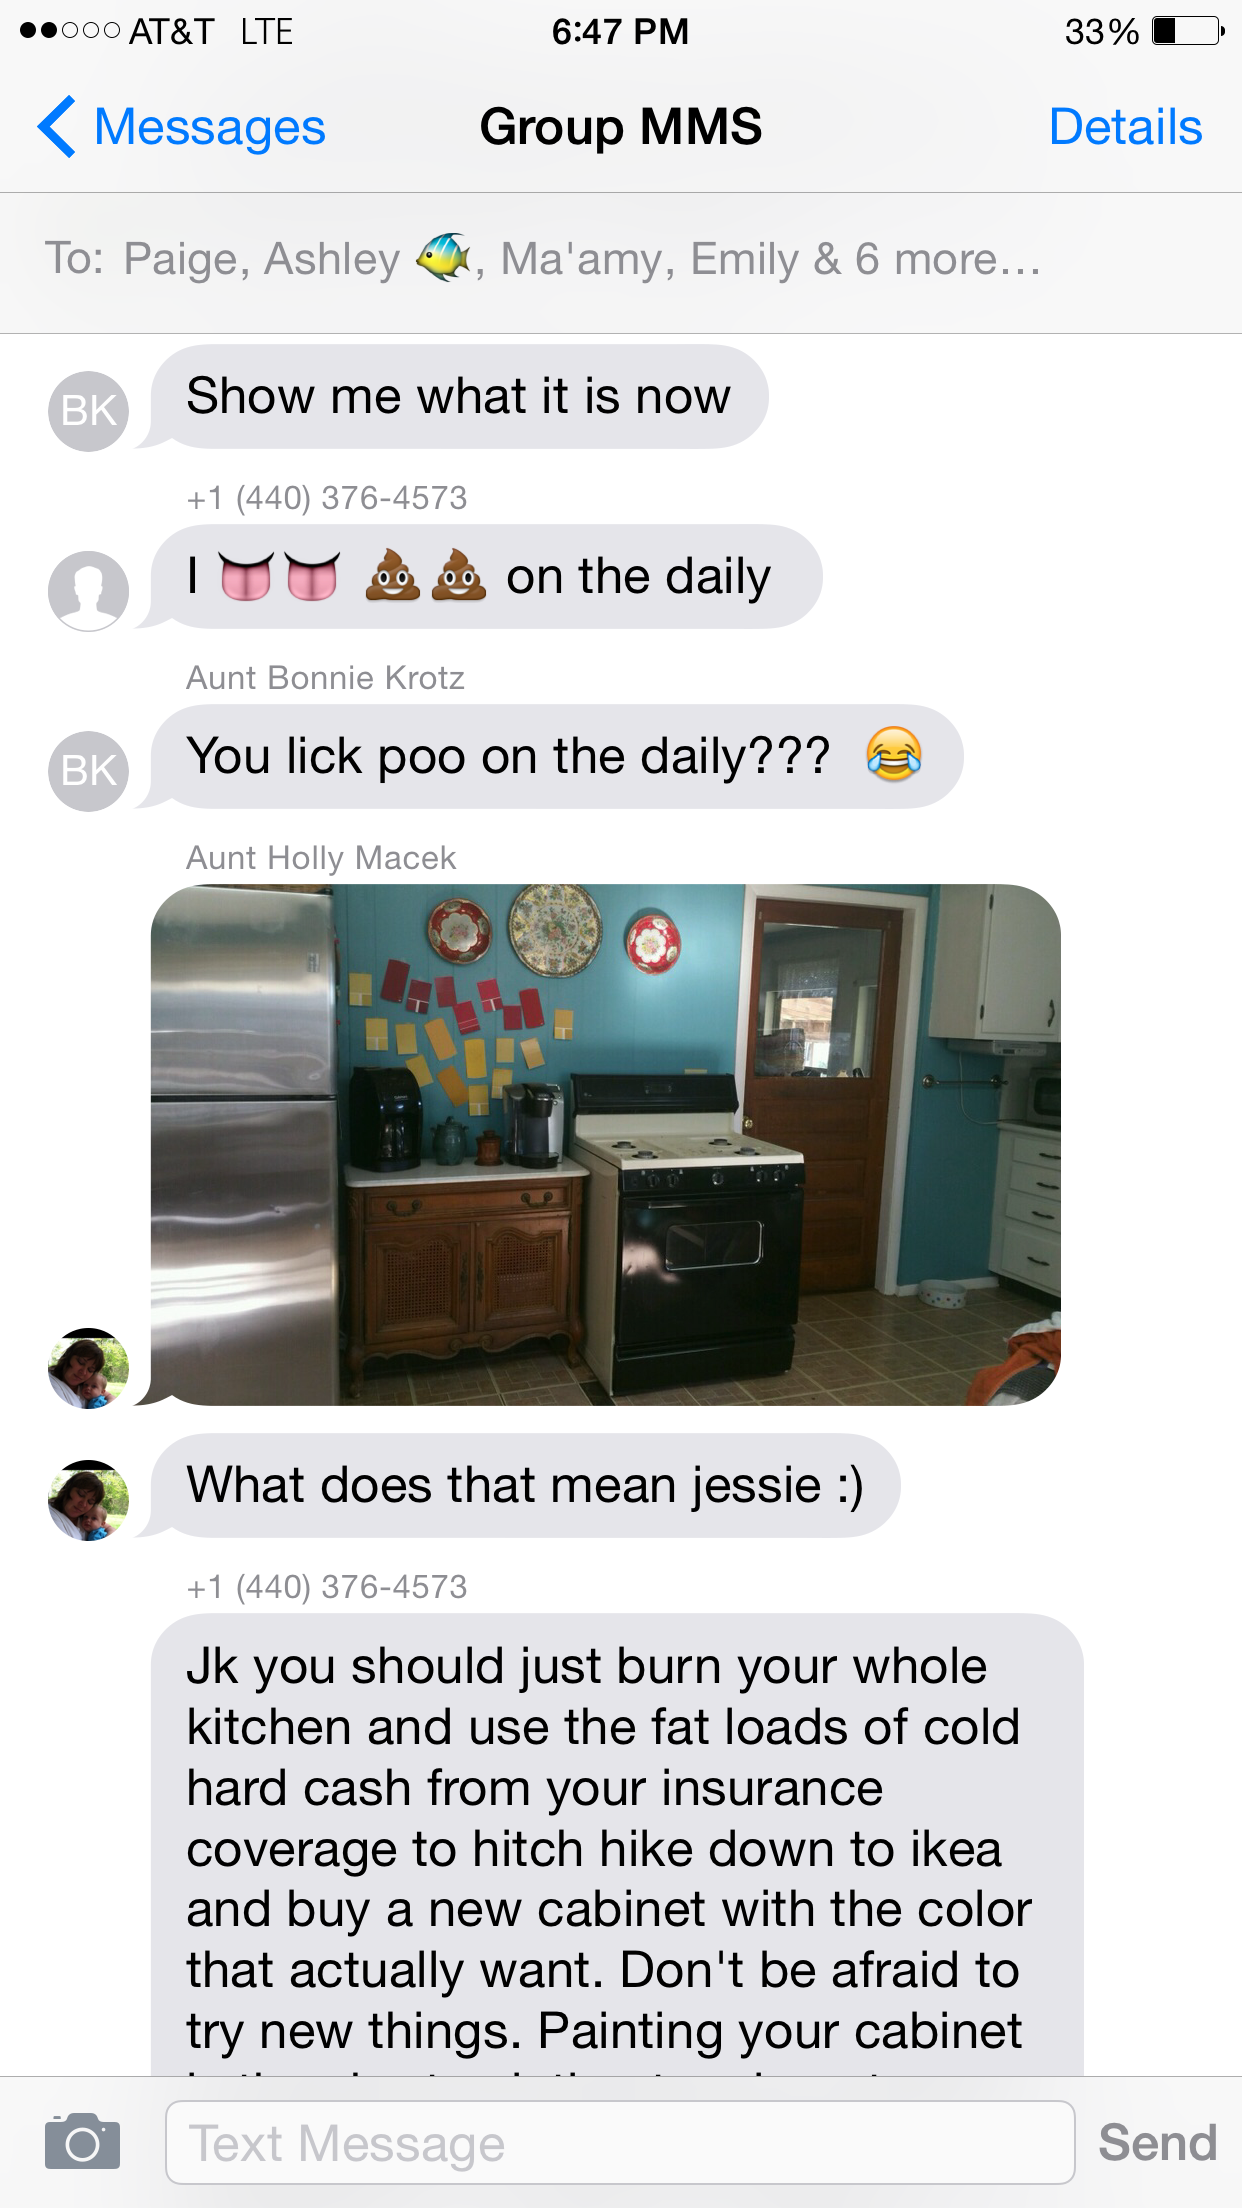 AT&T LTE 6:47 PM 33%
Messages Group MMS Details
To: Paige, Ashley 🐠, Ma'amy, Emily & 6 more...
BK Show me what it is now
+1 (440) 376-4573
I 👅👅 💩💩 on the daily
Aunt Bonnie Krotz
BK You lick poo on the daily??? 😂
Aunt Holly Macek
What does that mean jessie :)
+1 (440) 376-4573
Jk you should just burn your whole
kitchen and use the fat loads of cold
hard cash from your insurance
coverage to hitch hike down to ikea
and buy a new cabinet with the color
that actually want. Don't be afraid to
try new things. Painting your cabinet
Text Message Send